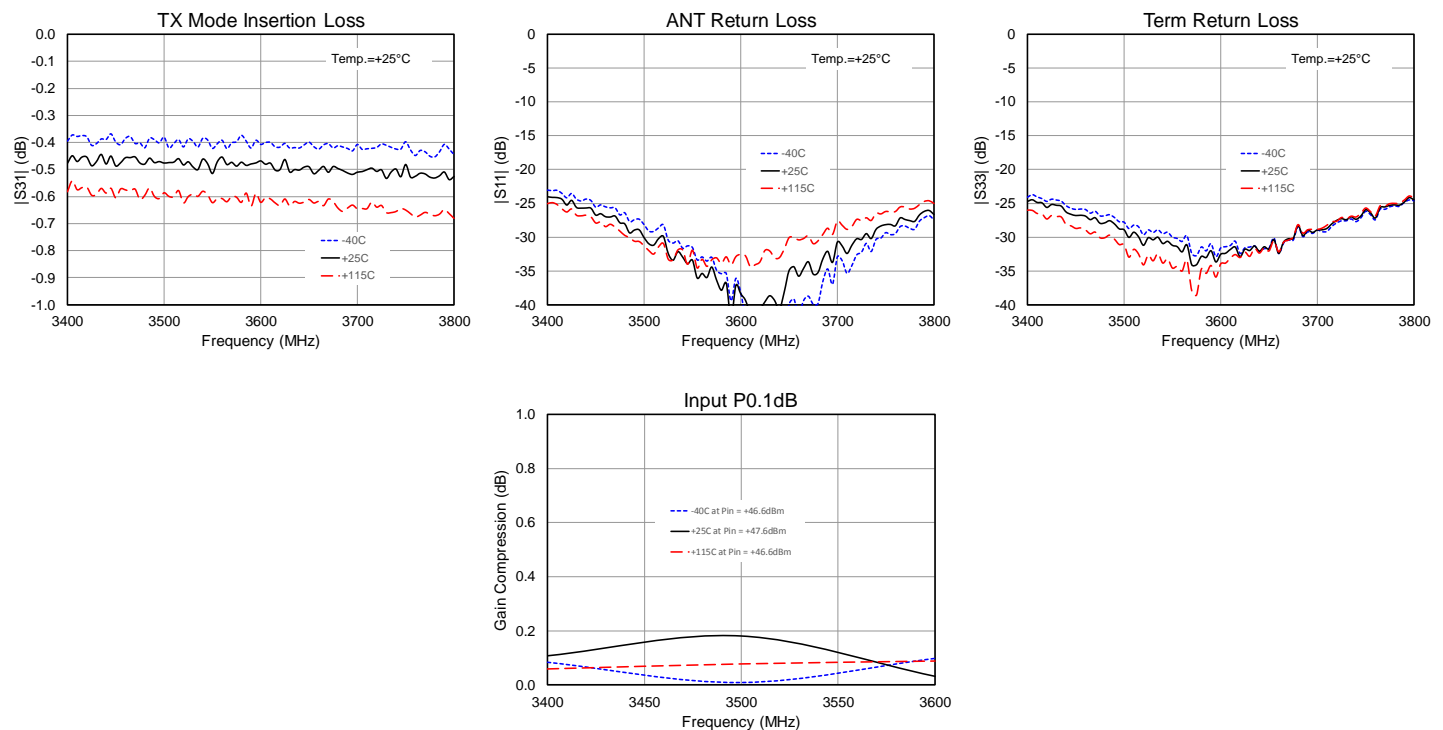 TX Mode Insertion Loss
|S31| (dB)
0.0
-0.1
-0.2
-0.3
-0.4
-0.5
-0.6
-0.7
-0.8
-0.9
-1.0
Temp.=+25°C
-40C
+25C
+115C
3400
3500
3600
3700
3800
Frequency (MHz)
ANT Return Loss
|S11| (dB)
0
-5
-10
-15
-20
-25
-30
-35
-40
Temp.=+25°C
-40C
+25C
+115C
3400
3500
3600
3700
3800
Frequency (MHz)
Term Return Loss
|S33| (dB)
0
-5
-10
-15
-20
-25
-30
-35
-40
Temp.=+25°C
-40C
+25C
+115C
3400
3500
3600
3700
3800
Frequency (MHz)
Input P0.1dB
Gain Compression (dB)
1.0
0.8
0.6
0.4
0.2
0.0
-40C at Pin = +46.6dBm
+25C at Pin = +47.6dBm
+115C at Pin = +46.6dBm
3400
3450
3500
3550
3600
Frequency (MHz)